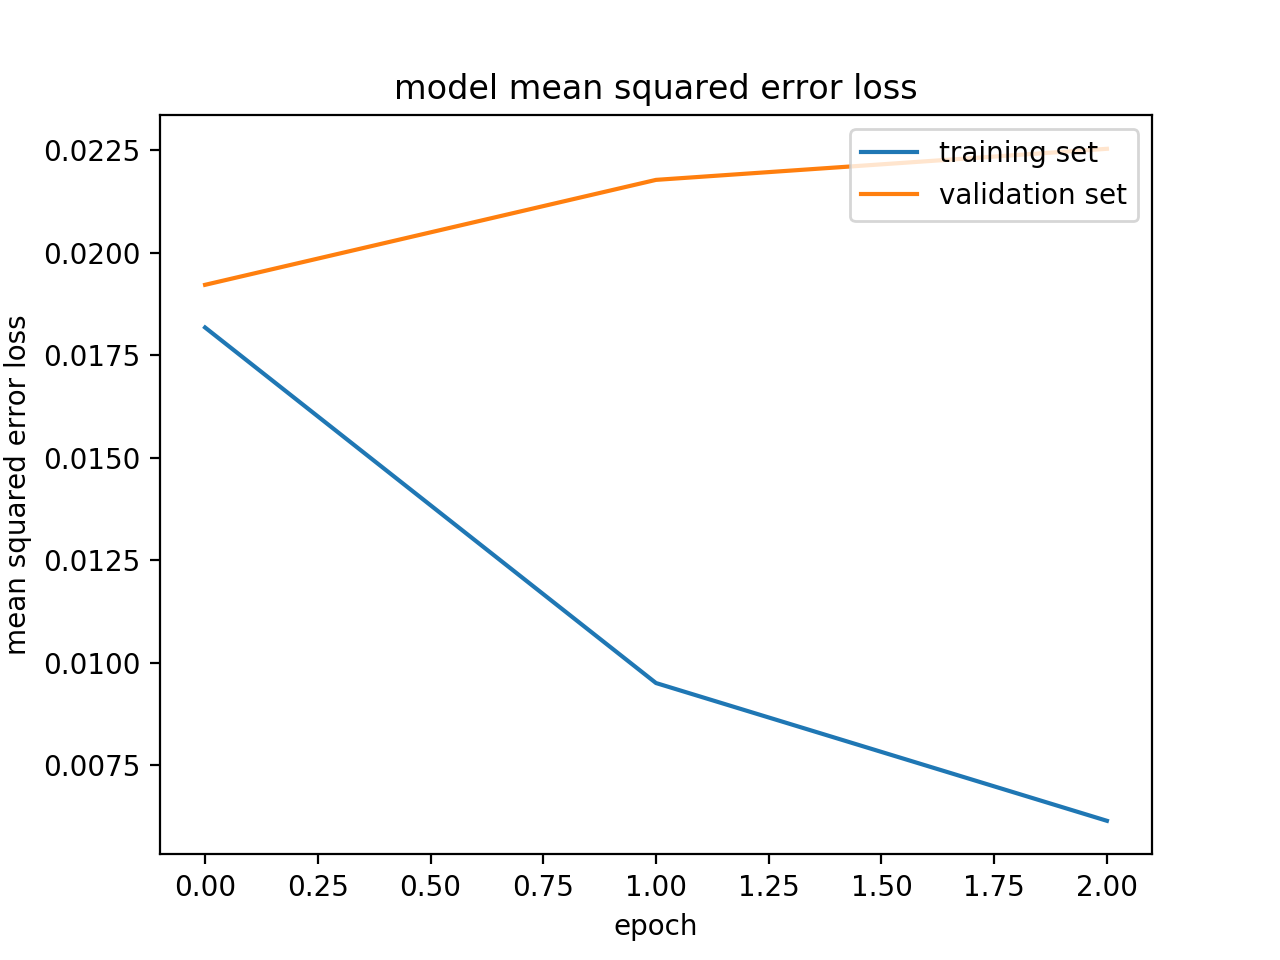 model mean squared error loss
training set
validation set
mean squared error loss
0.0225
0.0200
0.0175
0.0150
0.0125
0.0100
0.0075
0.00 0.25 0.50 0.75 1.00 1.25 1.50 1.75 2.00
epoch